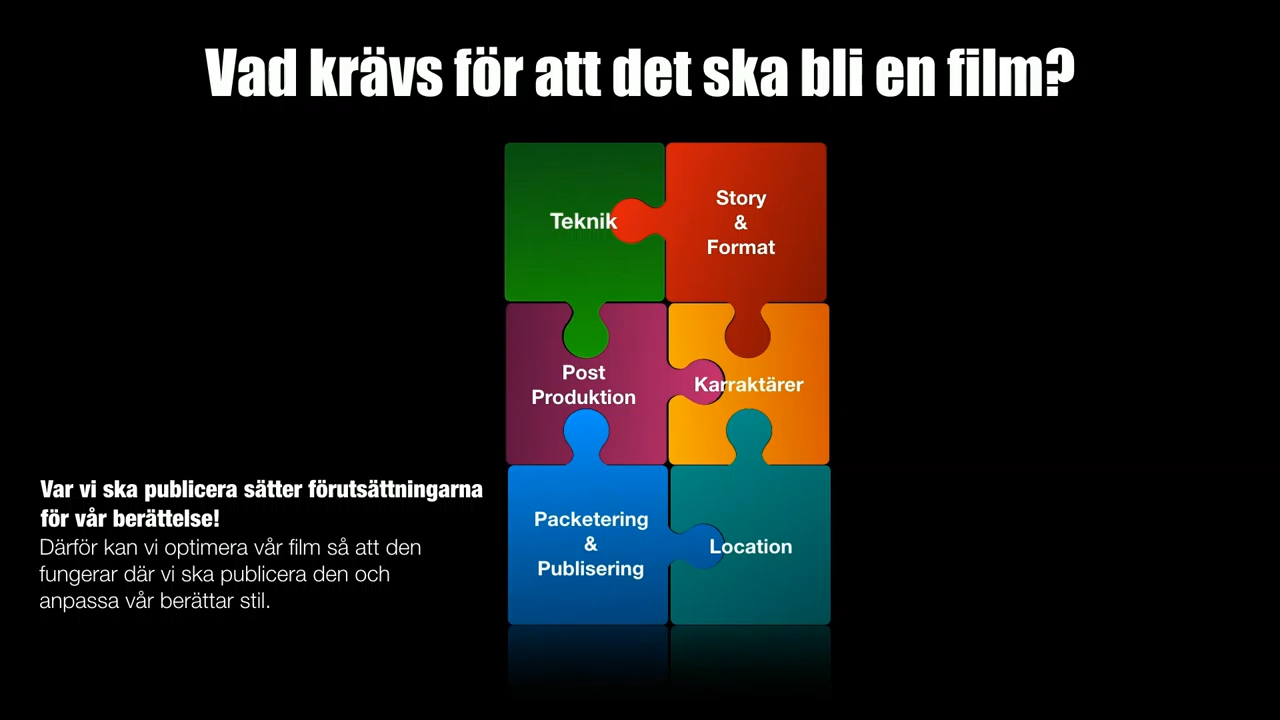 Vad krävs för att det ska bli en film?
Teknik
Story
&
Format
Post
Produktion
Karraktärer
Packetering
&
Publisering
Location
Var vi ska publicera sätter förutsättningarna
för vår berättelse!
Därför kan vi optimera vår film så att den
fungerar där vi ska publicera den och
anpassa vår berättar stil.